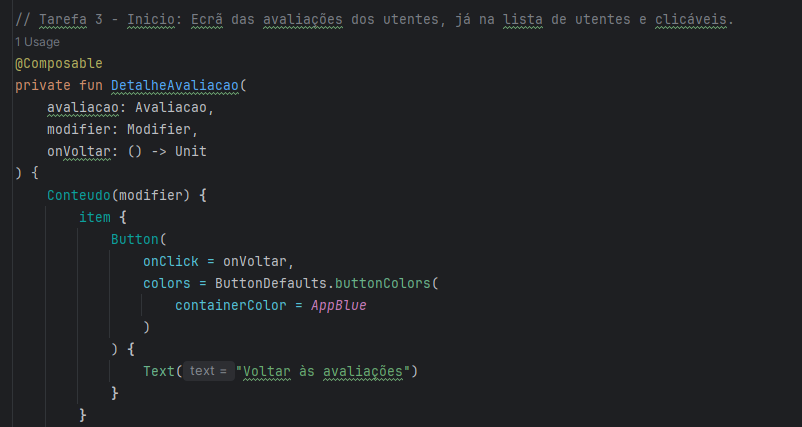 // Tarefa 3 - Inicio: Ecrã das avaliações dos utentes, já na lista de utentes e clicáveis.
1 Usage
@Composable
private fun DetalheAvaliacao(
    avaliacao: Avaliacao,
    modifier: Modifier,
    onVoltar: () -> Unit
) {
    Conteudo(modifier) {
        item {
            Button(
                onClick = onVoltar,
                colors = ButtonDefaults.buttonColors(
                    containerColor = AppBlue
                )
            ) {
                Text( text = "Voltar às avaliações")
            }
        }